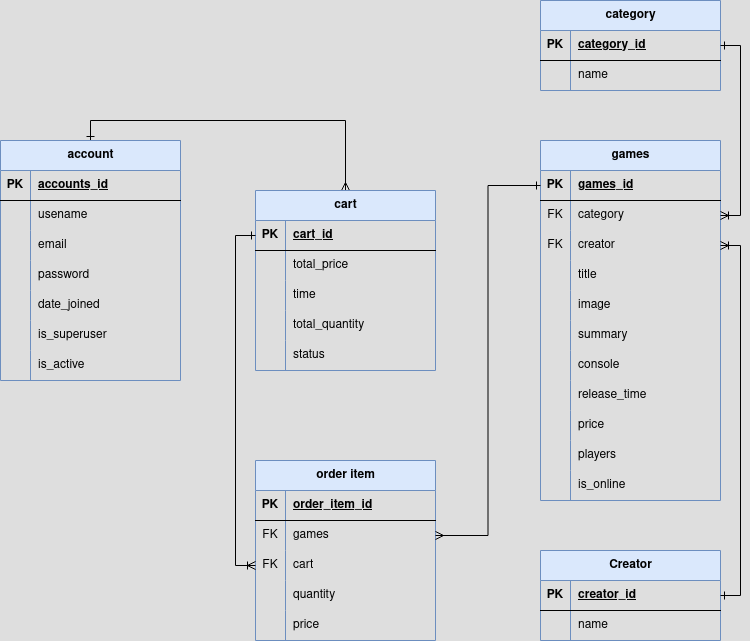 category
PK category_id
name
account
PK accounts_id
usename
email
password
date_joined
is_superuser
is_active
cart
PK cart_id
total_price
time
total_quantity
status
games
PK games_id
FK category
FK creator
title
image
summary
console
release_time
price
players
is_online
order item
PK order_item_id
FK games
FK cart
quantity
price
Creator
PK creator_id
name